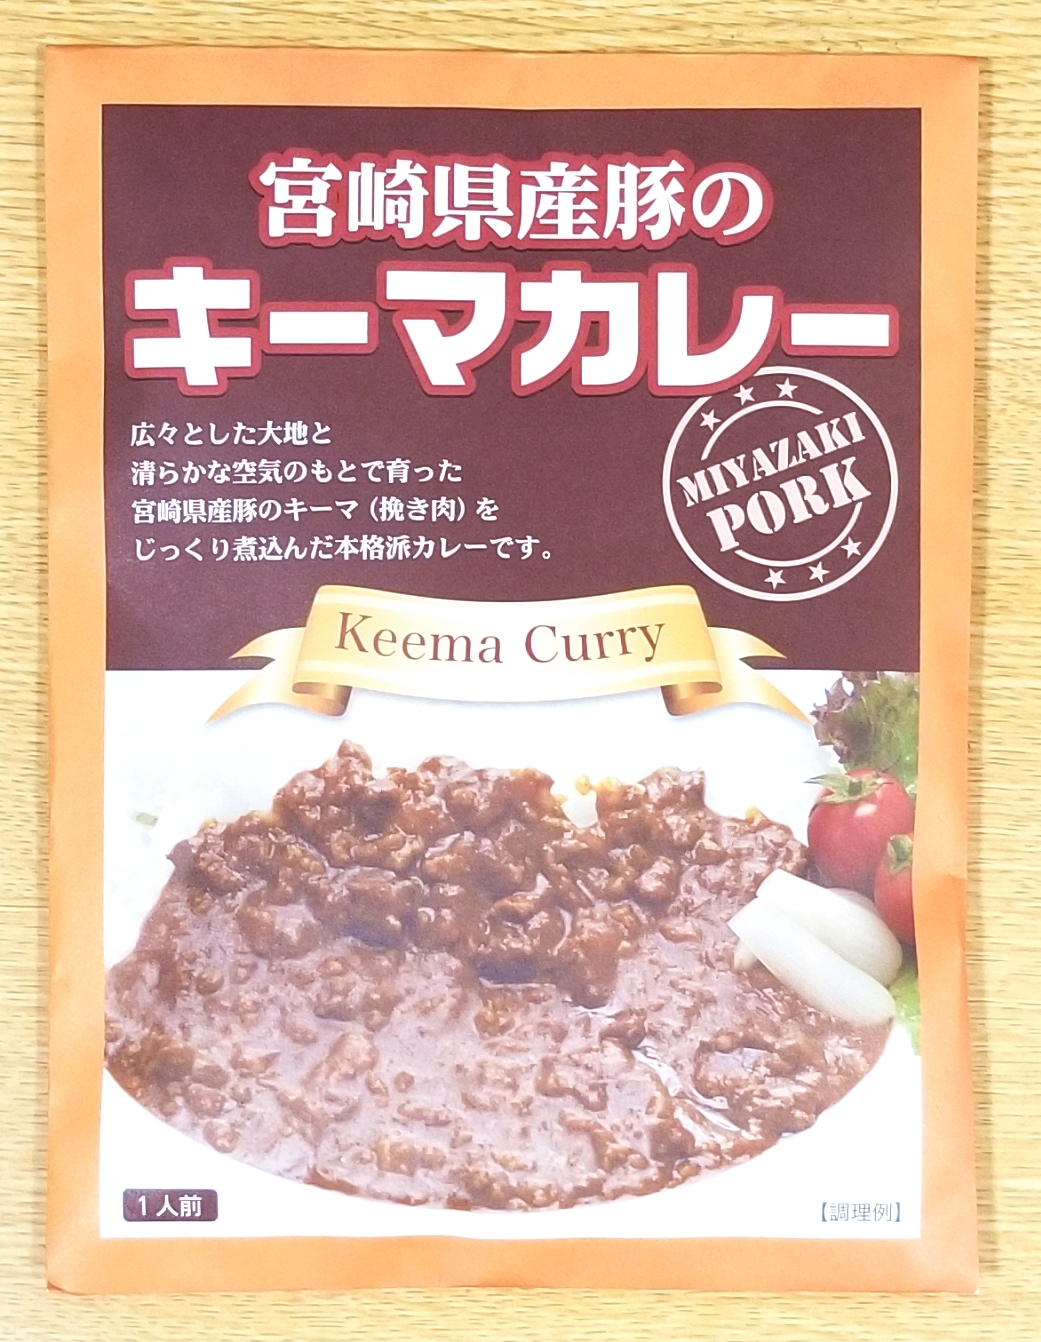 宮崎県産豚の
キーマカレー
広々とした大地と
清らかな空気のもとで育った
宮崎県産豚のキーマ（挽き肉）を
じっくり煮込んだ本格派カレーです。
MIYAZAKI
PORK
Keema Curry
1人前
【調理例】